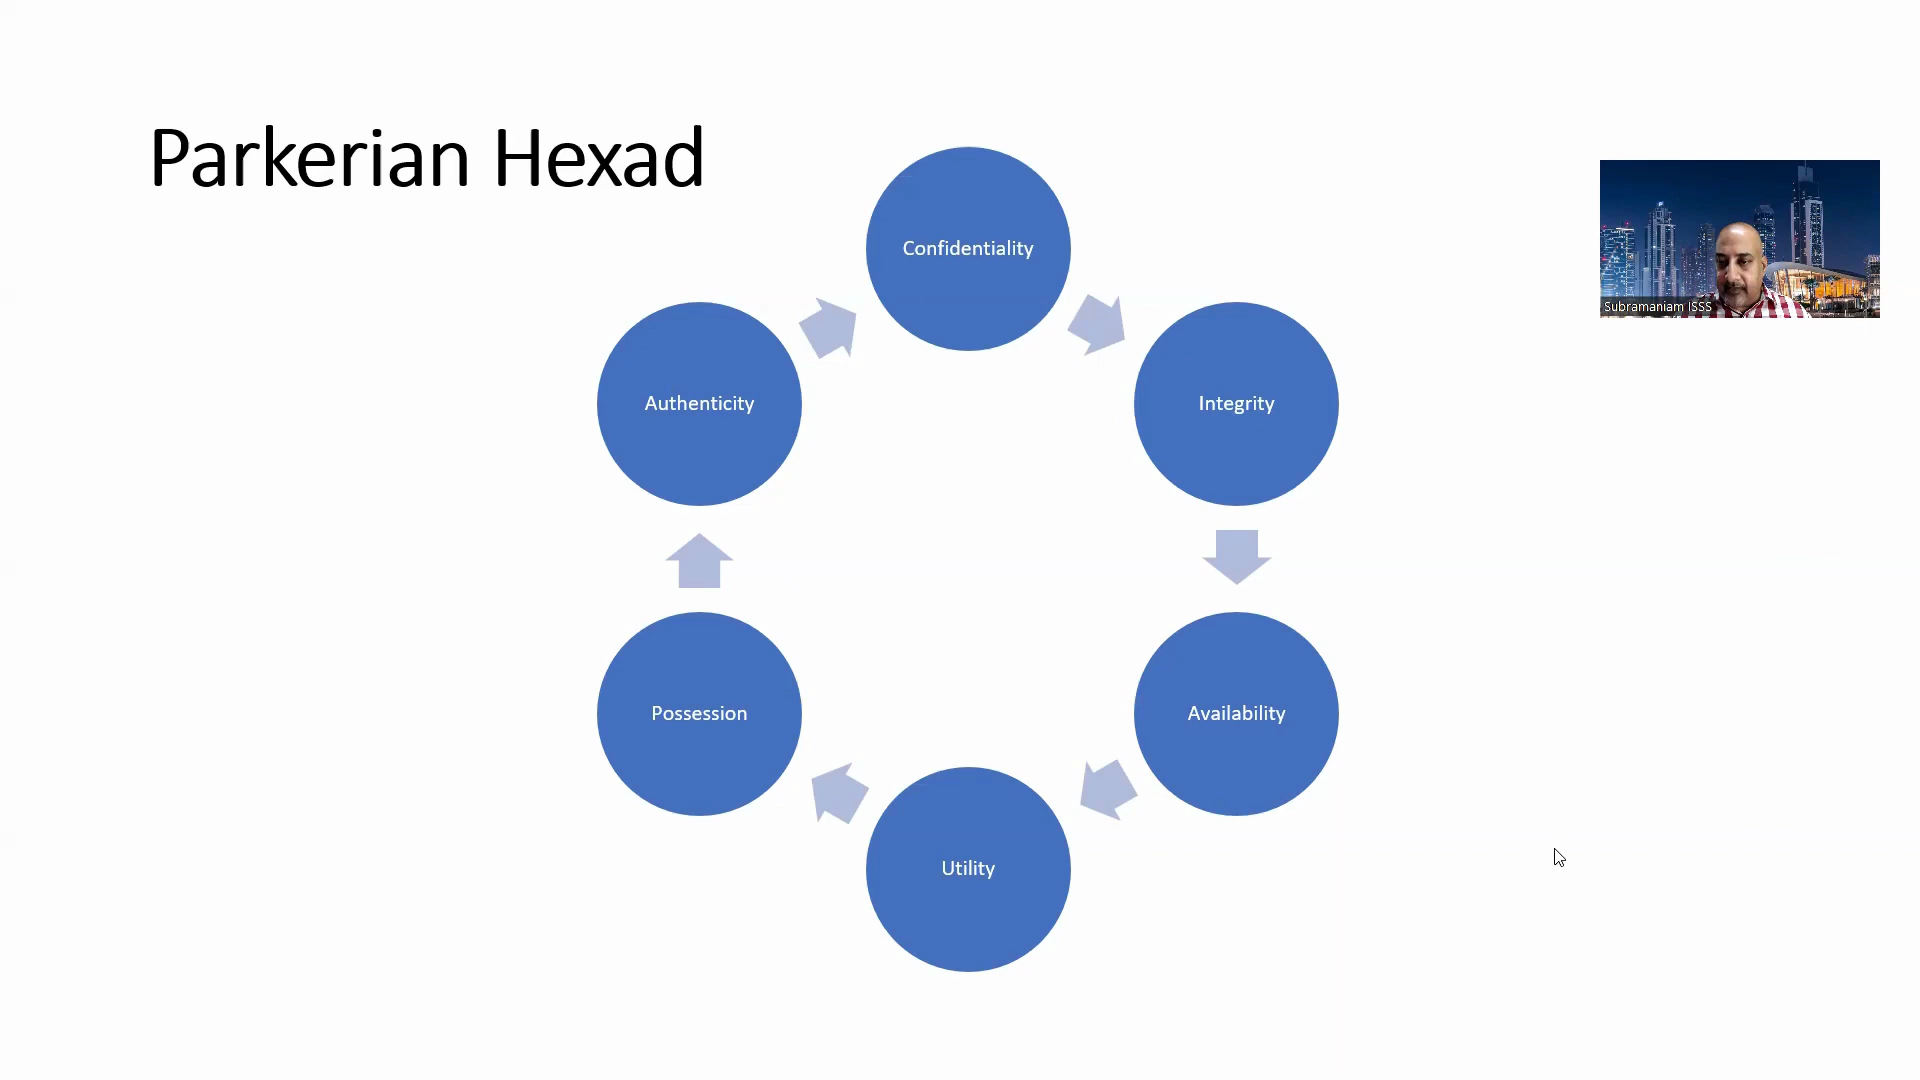 Parkerian Hexad
Confidentiality
Authenticity
Integrity
Subramaniam ISSS
Possession
Availability
Utility